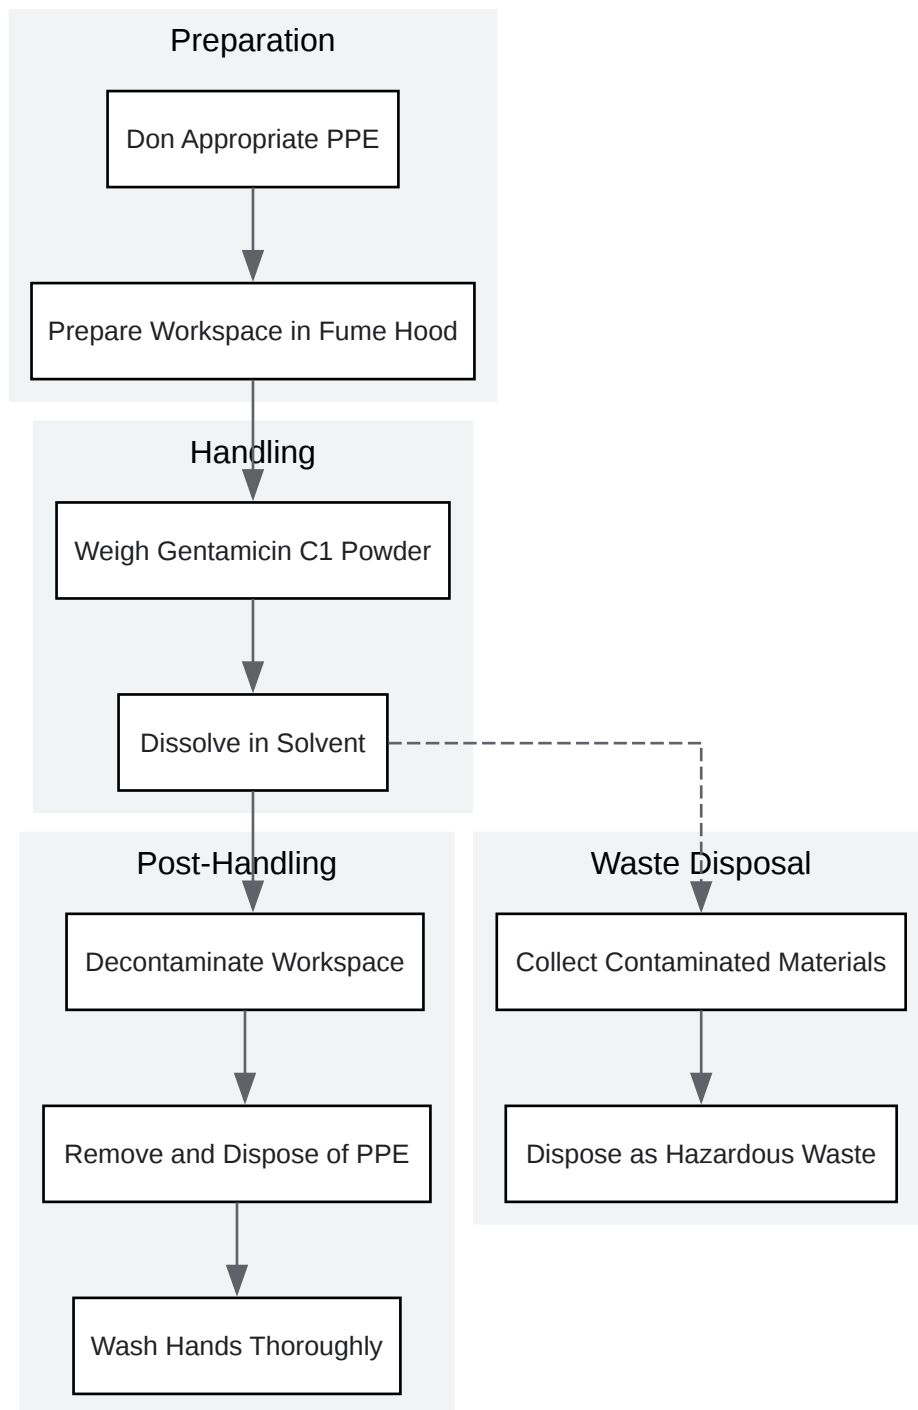 Preparation
Don Appropriate PPE
Prepare Workspace in Fume Hood
Handling
Weigh Gentamicin C1 Powder
Dissolve in Solvent
Post-Handling
Decontaminate Workspace
Remove and Dispose of PPE
Wash Hands Thoroughly
Waste Disposal
Collect Contaminated Materials
Dispose as Hazardous Waste